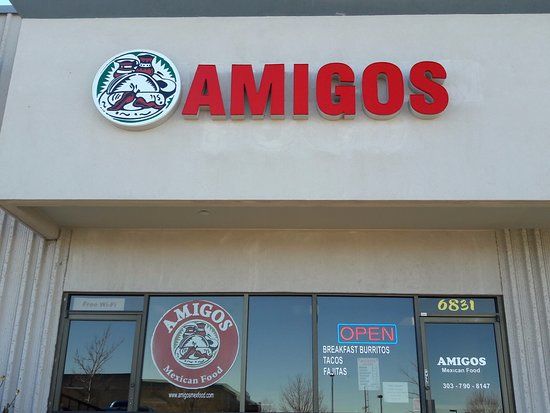 AMIGOS
Free Wi-Fi
6831
AMIGOS
Mexican Food
www.amigosmexfood.com
OPEN
BREAKFAST BURRITOS
TACOS
FAJITAS
AMIGOS
Mexican Food
303-790-8147